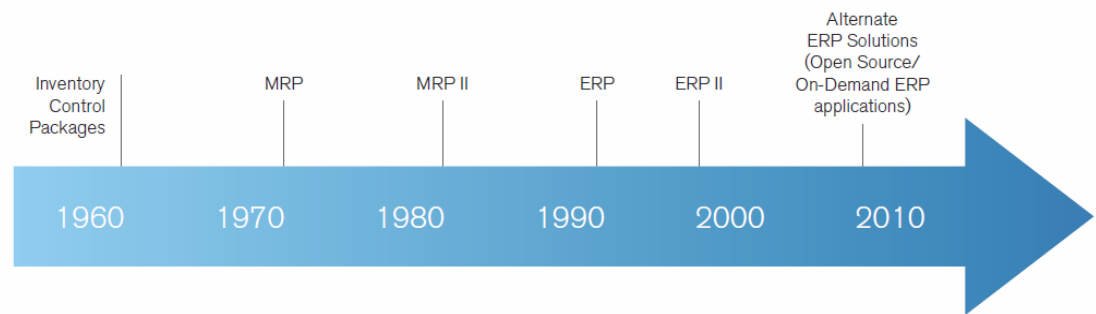 Inventory
Control
Packages
MRP
MRP II
ERP
ERP II
Alternate
ERP Solutions
(Open Source/
On-Demand ERP
applications)
1960
1970
1980
1990
2000
2010